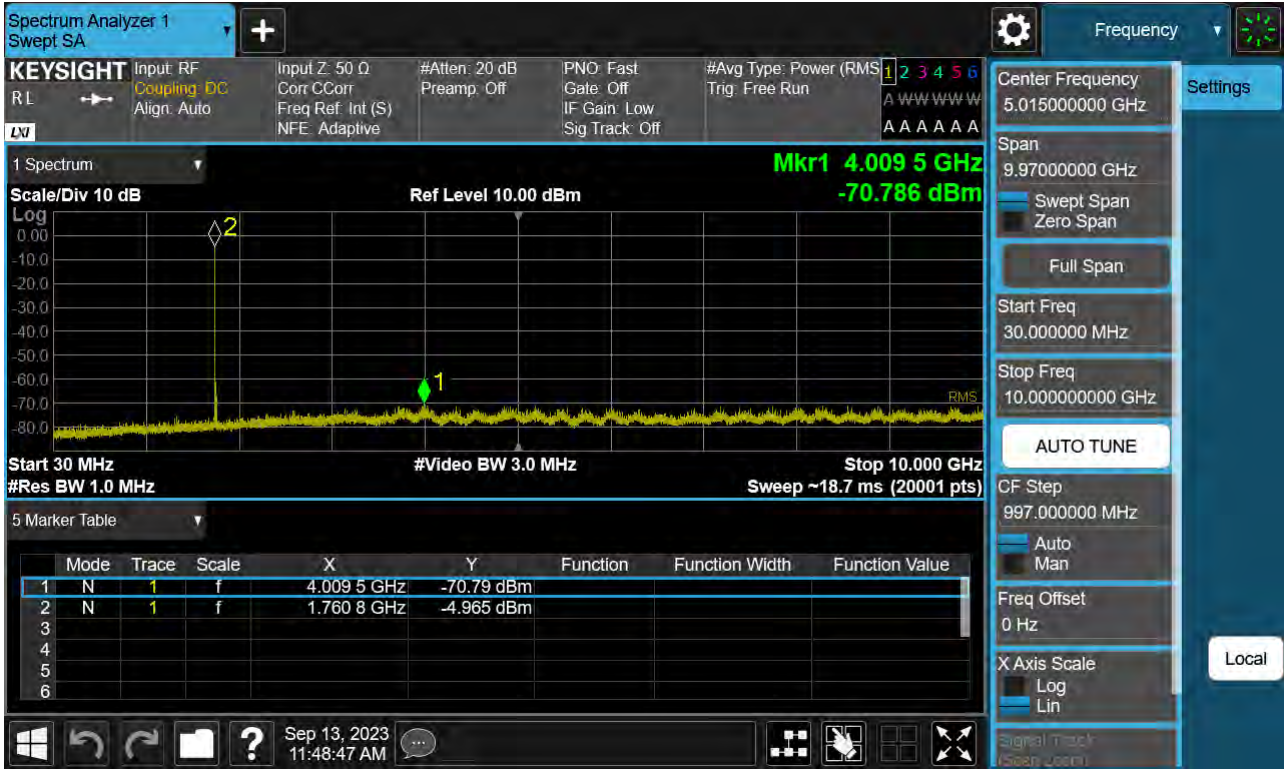 Spectrum Analyzer 1
Swept SA
+
Frequency
KEYSIGHT
RL
LXI
Input: RF
Coupling: DC
Align: Auto
Input Z: 50 Ω
Corr CCorr
Freq Ref: Int (S)
NFE: Adaptive
#Atten: 20 dB
Preamp: Off
PNO: Fast
Gate: Off
IF Gain: Low
Sig Track: Off
#Avg Type: Power (RMS
Trig: Free Run
1 2 3 4 5 6
A W W W W W
A A A A A A
1 Spectrum
Scale/Div 10 dB
Ref Level 10.00 dBm
Mkr1 4.009 5 GHz
-70.786 dBm
Log
0.00
-10.0
-20.0
-30.0
-40.0
-50.0
-60.0
-70.0
-80.0
2
1
RMS
Start 30 MHz
#Video BW 3.0 MHz
Stop 10.000 GHz
#Res BW 1.0 MHz
Sweep ~18.7 ms (20001 pts)
5 Marker Table
Mode Trace Scale X Y Function Function Width Function Value
1 N 1 f 4.009 5 GHz -70.79 dBm
2 N 1 f 1.760 8 GHz -4.965 dBm
3
4
5
6
Center Frequency
5.015000000 GHz
Span
9.97000000 GHz
Swept Span
Zero Span
Full Span
Start Freq
30.000000 MHz
Stop Freq
10.000000000 GHz
AUTO TUNE
CF Step
997.000000 MHz
Auto
Man
Freq Offset
0 Hz
X Axis Scale
Log
Lin
Signal Track
(Span Zoom)
Settings
Local
?
Sep 13, 2023
11:48:47 AM